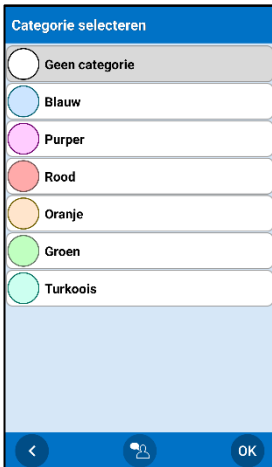 Categorie selecteren
Geen categorie
Blauw
Purper
Rood
Oranje
Groen
Turkoois
OK